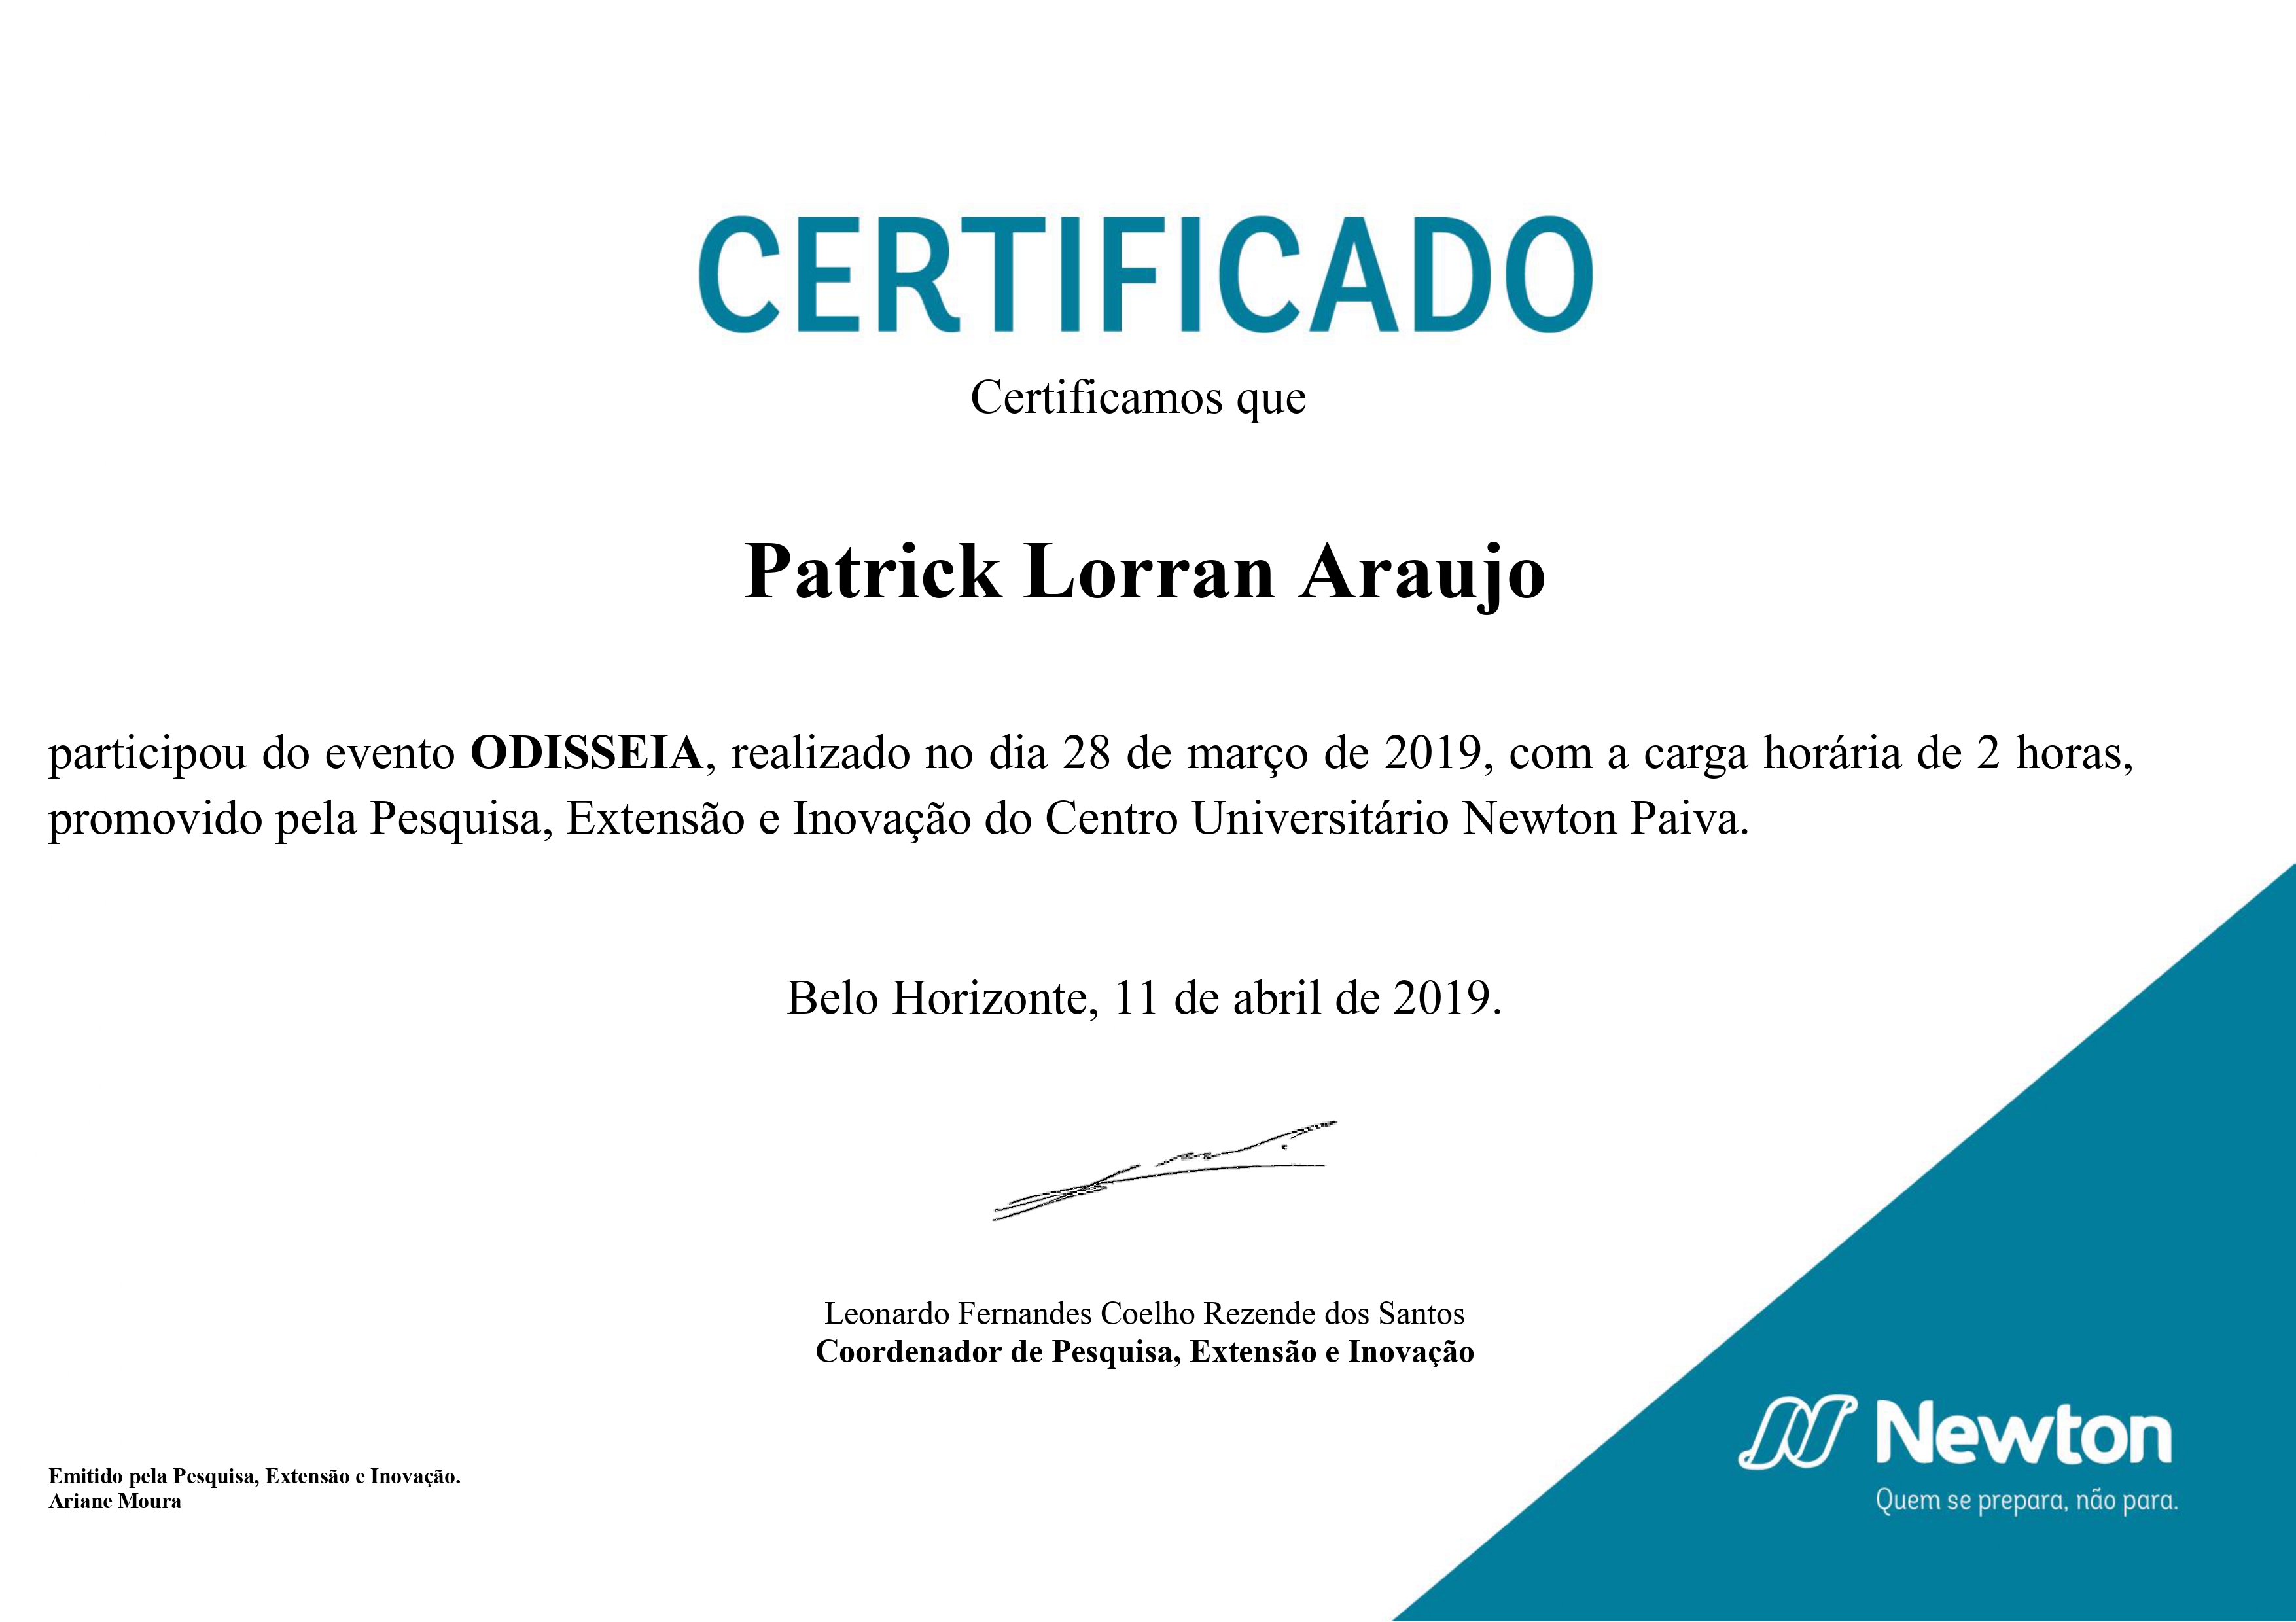 CERTIFICADO
Certificamos que
Patrick Lorran Araujo
participou do evento ODISSEIA, realizado no dia 28 de março de 2019, com a carga horária de 2 horas,
promovido pela Pesquisa, Extensão e Inovação do Centro Universitário Newton Paiva.
Belo Horizonte, 11 de abril de 2019.
Leonardo Fernandes Coelho Rezende dos Santos
Coordenador de Pesquisa, Extensão e Inovação
Emitido pela Pesquisa, Extensão e Inovação.
Ariane Moura
Newton
Quem se prepara, não para.